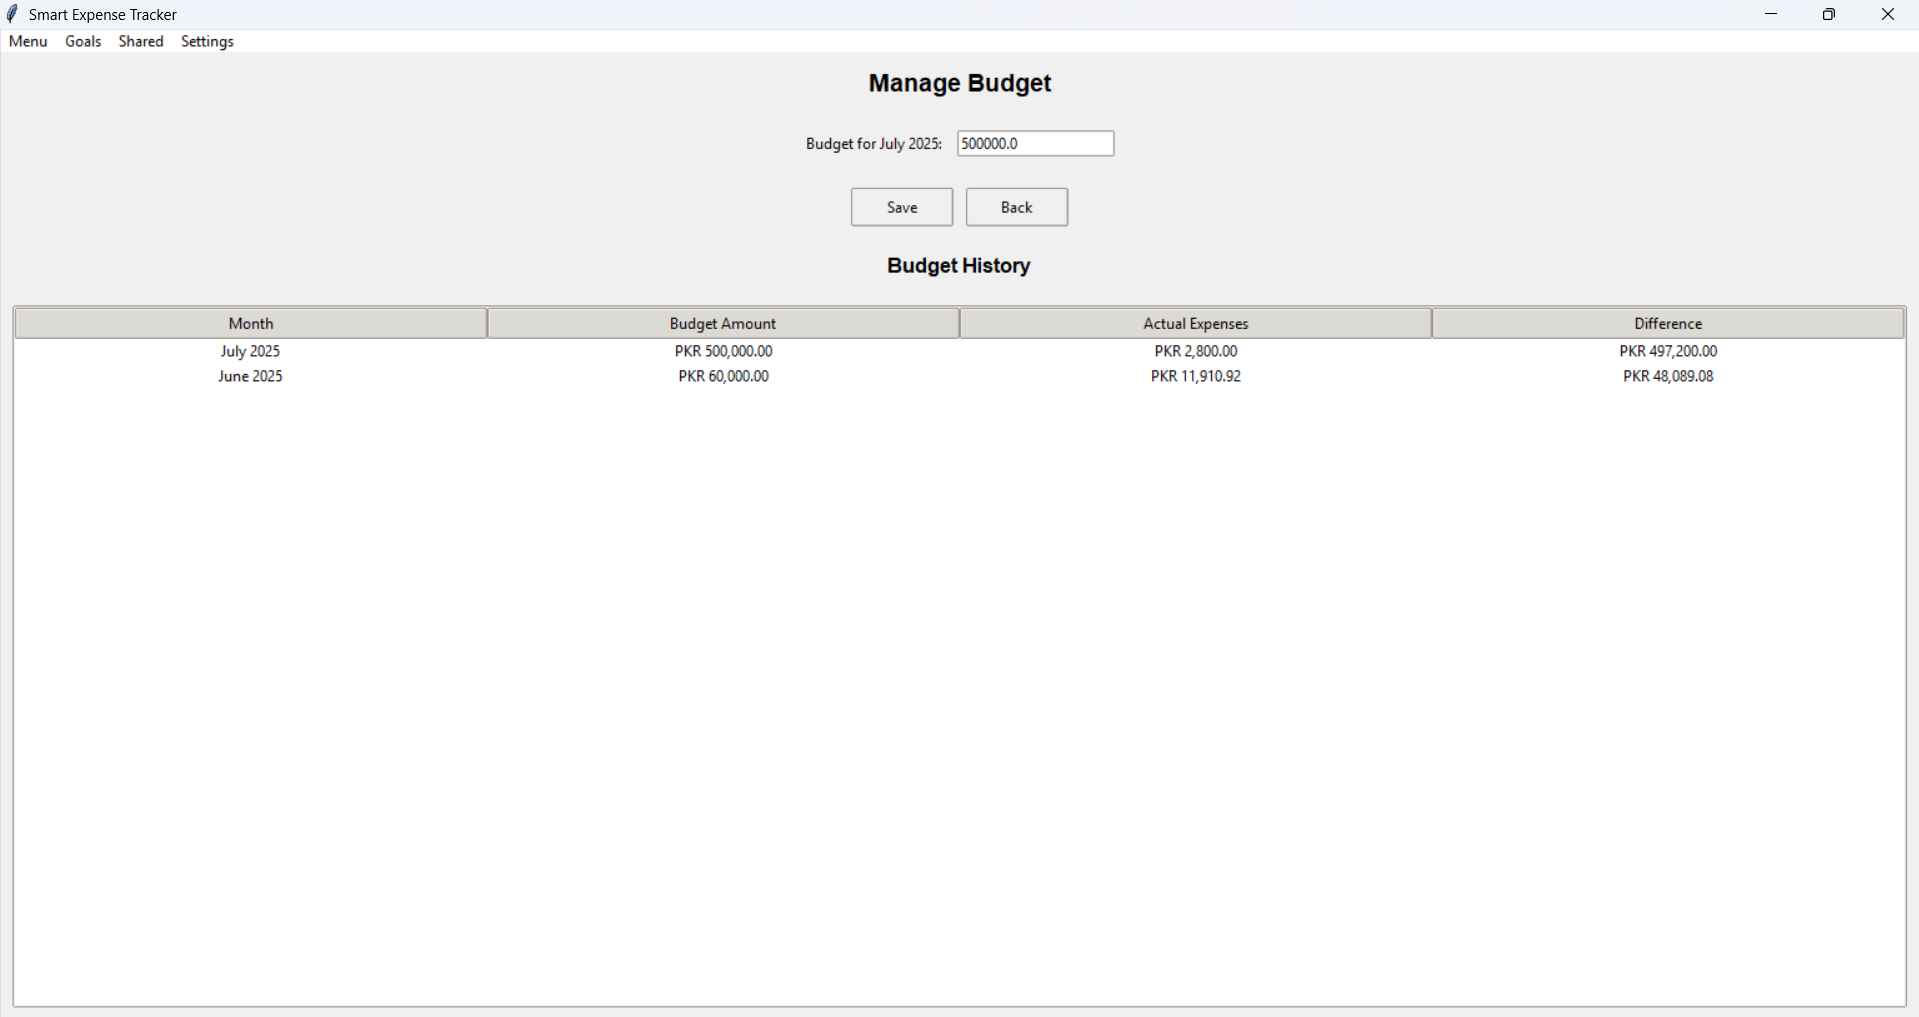 Smart Expense Tracker
Menu Goals Shared Settings
Manage Budget
Budget for July 2025: 500000.0
Save Back
Budget History
Month Budget Amount Actual Expenses Difference
July 2025 PKR 500,000.00 PKR 2,800.00 PKR 497,200.00
June 2025 PKR 60,000.00 PKR 11,910.92 PKR 48,089.08